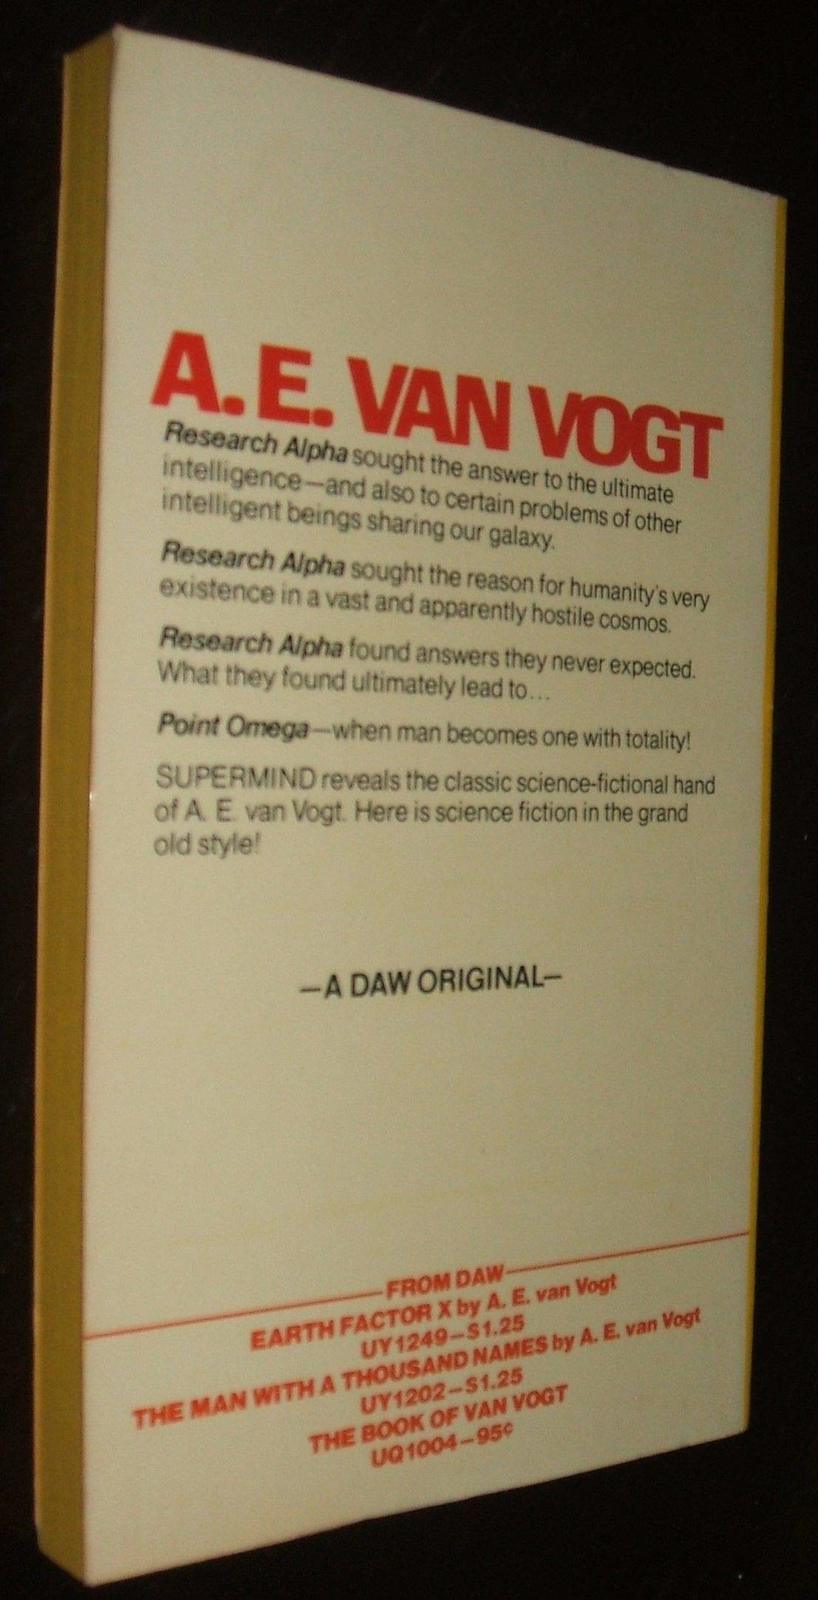 A. E. VAN VOGT
Research Alpha sought the answer to the ultimate
intelligence—and also to certain problems of other
intelligent beings sharing our galaxy.
Research Alpha sought the reason for humanity's very
existence in a vast and apparently hostile cosmos.
Research Alpha found answers they never expected.
What they found ultimately lead to...
Point Omega—when man becomes one with totality!
SUPERMIND reveals the classic science-fictional hand
of A. E. van Vogt. Here is science fiction in the grand
old style!
—A DAW ORIGINAL—
FROM DAW
EARTH FACTOR X by A. E. van Vogt
UY1249—$1.25
THE MAN WITH A THOUSAND NAMES by A. E. van Vogt
UY1202—$1.25
THE BOOK OF VAN VOGT
UQ1004—95¢